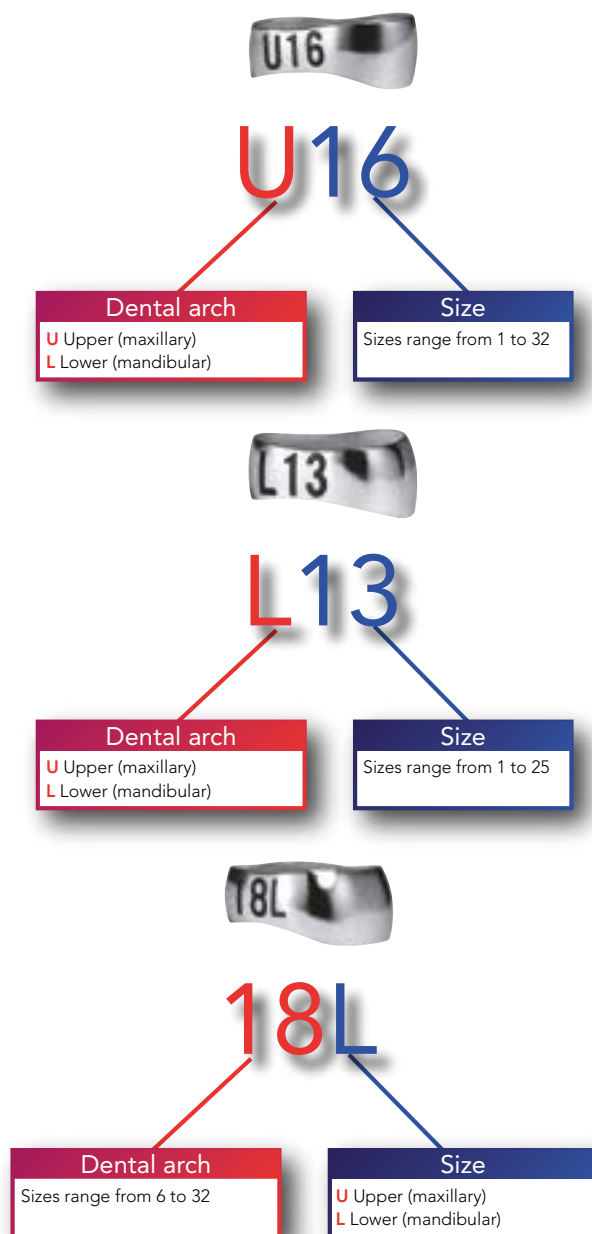 U16
U16
Dental arch Size
U Upper (maxillary) Sizes range from 1 to 32
L Lower (mandibular)
L13
L13
Dental arch Size
U Upper (maxillary) Sizes range from 1 to 25
L Lower (mandibular)
18L
18L
Dental arch Size
Sizes range from 6 to 32 U Upper (maxillary)
L Lower (mandibular)